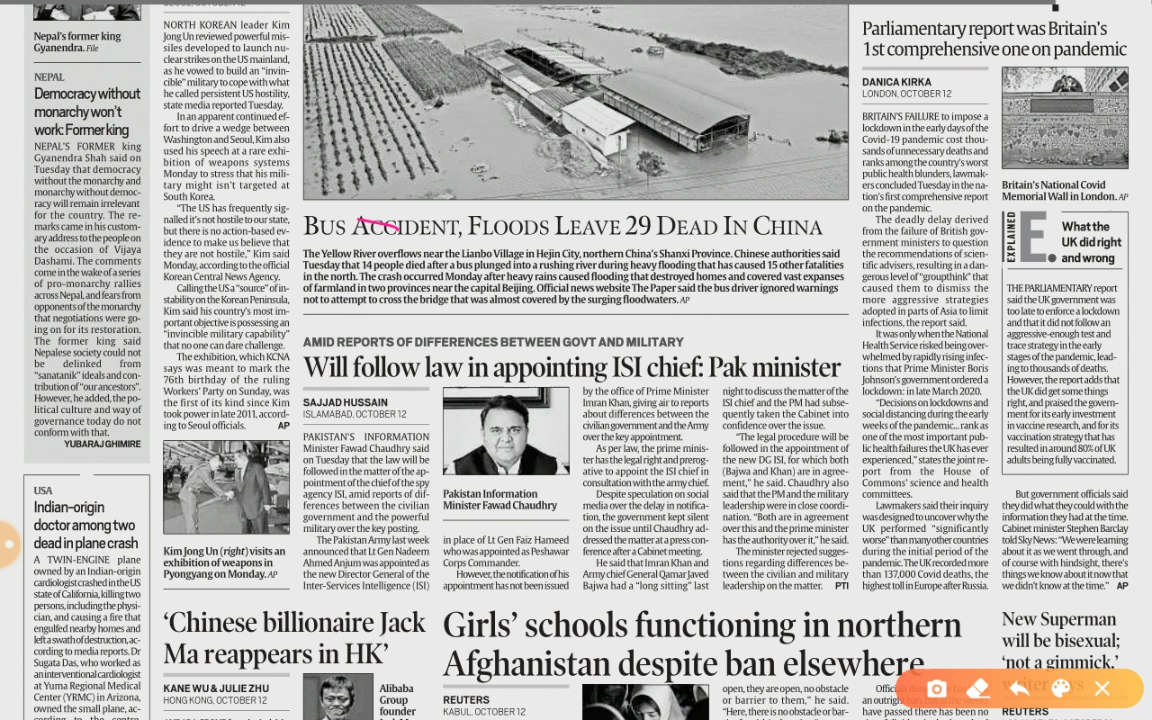 Nepal's former king
Gyanendra. File
NEPAL
Democracy without
monarchy won't
work: Former king
NEPAL'S FORMER king
Gyanendra Shah said on
Tuesday that democracy
without the monarchy and
monarchy without democ-
racy will remain irrelevant
for the country. The re-
marks came in his custom-
ary address to the people on
the occasion of Vijaya
Dashami. The comments
come in the wake of a series
of pro-monarchy rallies
across Nepal, and fears from
opponents of the monarchy
that negotiations were go-
ing on for its restoration.
The former king said
Nepalese society could not
be delinked from
"sanatanik" ideals and con-
tribution of "our ancestors".
However, he added, the po-
litical culture and way of
governance today do not
conform with that.
YUBARAJ GHIMIRE
USA
Indian-origin
doctor among two
dead in plane crash
A TWIN-ENGINE plane
owned by an Indian-origin
cardiologist crashed in the US
state of California, killing two
persons, including the physi-
cian, and causing a fire that
engulfed nearby homes and
left a swath of destruction, ac-
cording to media reports. Dr
Sugata Das, who worked as
an interventional cardiologist
at Yuma Regional Medical
Center (YRMC) in Arizona,
owned the small plane, ac-
NORTH KOREAN leader Kim
Jong Un reviewed powerful mis-
siles developed to launch nu-
clear strikes on the US mainland,
as he vowed to build an "invin-
cible" military to cope with what
he called persistent US hostility,
state media reported Tuesday.
In an apparent continued ef-
fort to drive a wedge between
Washington and Seoul, Kim also
used his speech at a rare exhi-
bition of weapons systems
Monday to stress that his mili-
tary might isn't targeted at
South Korea.
"The US has frequently sig-
nalled it's not hostile to our state,
but there is no action-based ev-
idence to make us believe that
they are not hostile," Kim said
Monday, according to the official
Korean Central News Agency.
Calling the US a "source" of in-
stability on the Korean Peninsula,
Kim said his country's most im-
portant objective is possessing an
"invincible military capability"
that no one can dare challenge.
The exhibition, which KCNA
says was meant to mark the
76th birthday of the ruling
Workers' Party on Sunday, was
the first of its kind since Kim
took power in late 2011, accord-
ing to Seoul officials. AP
Kim Jong Un (right) visits an
exhibition of weapons in
Pyongyang on Monday. AP
BUS ACCIDENT, FLOODS LEAVE 29 DEAD IN CHINA
The Yellow River overflows near the Lianbo Village in Hejin City, northern China's Shanxi Province. Chinese authorities said
Tuesday that 14 people died after a bus plunged into a rushing river during heavy flooding that has caused 15 other fatalities
in the north. The crash occurred Monday after heavy rains caused flooding that destroyed homes and covered vast expanses
of farmland in two provinces near the capital Beijing. Official news website The Paper said the bus driver ignored warnings
not to attempt to cross the bridge that was almost covered by the surging floodwaters. AP
AMID REPORTS OF DIFFERENCES BETWEEN GOVT AND MILITARY
Will follow law in appointing ISI chief: Pak minister
SAJJAD HUSSAIN
ISLAMABAD, OCTOBER 12
PAKISTAN'S INFORMATION
Minister Fawad Chaudhry said
on Tuesday that the law will be
followed in the matter of the ap-
pointment of the chief of the spy
agency ISI, amid reports of dif-
ferences between the civilian
government and the powerful
military over the key posting.
The Pakistan Army last week
announced that Lt Gen Nadeem
Ahmed Anjum was appointed as
the new Director General of the
Inter-Services Intelligence (ISI)
Pakistan Information
Minister Fawad Chaudhry
in place of Lt Gen Faiz Hameed
who was appointed as Peshawar
Corps Commander.
However, the notification of his
appointment has not been issued
by the office of Prime Minister
Imran Khan, giving air to reports
about differences between the
civilian government and the Army
over the key appointment.
As per law, the prime minis-
ter has the legal right and prerog-
ative to appoint the ISI chief in
consultation with the army chief.
Despite speculation on social
media over the delay in notifica-
tion, the government kept silent
on the issue until Chaudhry ad-
dressed the matter at a press con-
ference after a Cabinet meeting.
He said that Imran Khan and
Army chief General Qamar Javed
Bajwa had a "long sitting" last
night to discuss the matter of the
ISI chief and the PM had subse-
quently taken the Cabinet into
confidence over the issue.
"The legal procedure will be
followed in the appointment of
the new DG ISI, for which both
(Bajwa and Khan) are in agree-
ment," he said. Chaudhry also
said that the PM and the military
leadership were in close coordi-
nation. "Both are in agreement
over this and the prime minister
has the authority over it," he said.
The minister rejected sugges-
tions regarding differences be-
tween the civilian and military
leadership on the matter. PTI
Parliamentary report was Britain's
1st comprehensive one on pandemic
DANICA KIRKA
LONDON, OCTOBER 12
BRITAIN'S FAILURE to impose a
lockdown in the early days of the
Covid-19 pandemic cost thou-
sands of unnecessary deaths and
ranks among the country's worst
public health blunders, lawmak-
ers concluded Tuesday in the na-
tion's first comprehensive report
on the pandemic.
The deadly delay derived
from the failure of British gov-
ernment ministers to question
the recommendations of scien-
tific advisers, resulting in a dan-
gerous level of "groupthink" that
caused them to dismiss the
more aggressive strategies
adopted in parts of Asia to limit
infections, the report said.
It was only when the National
Health Service risked being over-
whelmed by rapidly rising infec-
tions that Prime Minister Boris
Johnson's government ordered a
lockdown: in late March 2020.
"Decisions on lockdowns and
social distancing during the early
weeks of the pandemic... rank as
one of the most important pub-
lic health failures the UK has ever
experienced," states the joint re-
port from the House of
Commons' science and health
committees.
Lawmakers said their inquiry
was designed to uncover why the
UK performed "significantly
worse" than many other countries
during the initial period of the
pandemic. The UK recorded more
than 137,000 Covid deaths, the
highest toll in Europe after Russia.
Britain's National Covid
Memorial Wall in London. AP
EXPLAINED
E.
What the
UK did right
and wrong
THE PARLIAMENTARY report
said the UK government was
too late to enforce a lockdown
and that it did not follow an
aggressive-enough test and
trace strategy in the early
stages of the pandemic, lead-
ing to thousands of deaths.
However, the report adds that
the UK did get some things
right, and praised the govern-
ment for its early investment
in vaccine research, and for its
vaccination strategy that has
resulted in around 80% of UK
adults being fully vaccinated.
But government officials said
they did what they could with the
information they had at the time.
Cabinet minister Stephen Barclay
told Sky News: "We were learning
about it as we went through, and
of course with hindsight, there's
things we know about it now that
we didn't know at the time." AP
'Chinese billionaire Jack
Ma reappears in HK'
KANE WU & JULIE ZHU
HONG KONG, OCTOBER 12
Alibaba
Group
founder
Girls' schools functioning in northern
Afghanistan despite ban elsewhere
REUTERS
KABUL, OCTOBER 12
open, they are open, no obstacle
or barrier to them," he said.
"Here, there is no obstacle or bar-
New Superman
will be bisexual;
'not a gimmick,'
REUTERS